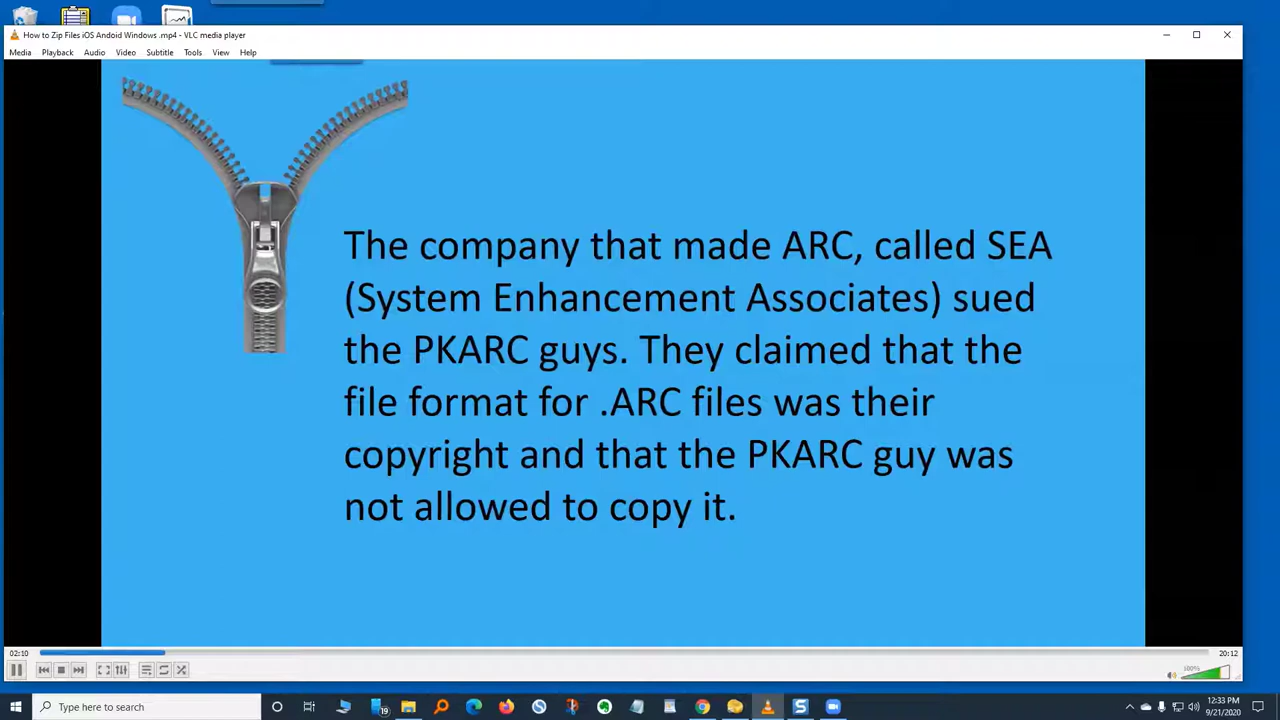 How to Zip Files iOS Andoid Windows .mp4 - VLC media player
Media Playback Audio Video Subtitle Tools View Help
The company that made ARC, called SEA
(System Enhancement Associates) sued
the PKARC guys. They claimed that the
file format for .ARC files was their
copyright and that the PKARC guy was
not allowed to copy it.
02:10
20:12
100%
Type here to search
19
12:33 PM
9/21/2020